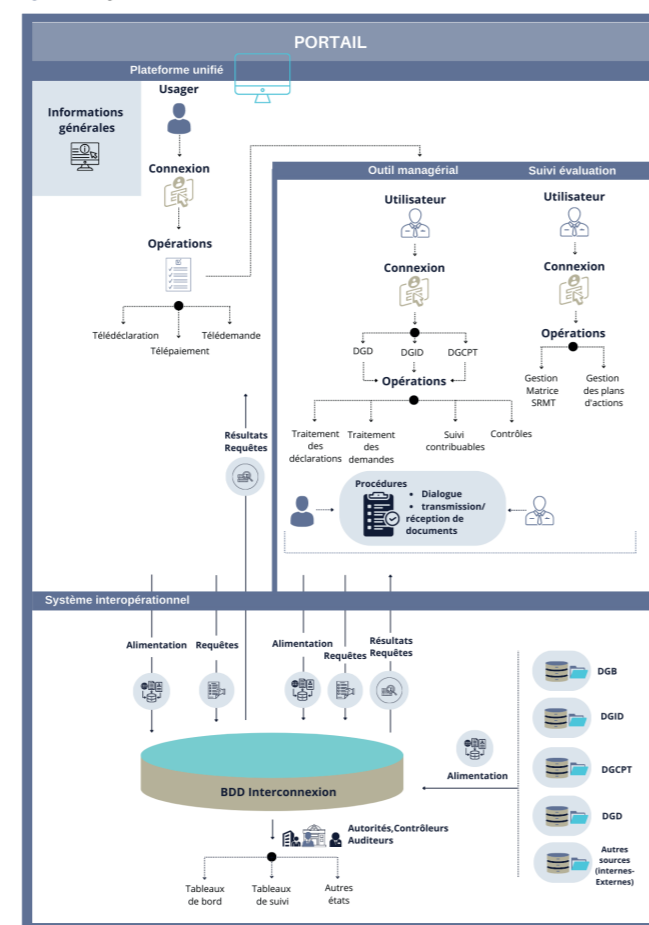 PORTAIL
Plateforme unifié
Informations
générales
Usager
Connexion
Opérations
Télédéclaration
Télépaiement
Télédemande
Résultats
Requêtes
Outil managérial
Utilisateur
Connexion
DGD
DGID
DGCPT
Opérations
Traitement
des
déclarations
Traitement
des
demandes
Suivi
contribuables
Contrôles
Suivi évaluation
Utilisateur
Connexion
Opérations
Gestion
Matrice
SRMT
Gestion
des plans
d'actions
Procédures
• Dialogue
• transmission/
réception de
documents
Système interopérationnel
Alimentation
Requêtes
Alimentation
Requêtes
Résultats
Requêtes
BDD Interconnexion
Alimentation
DGB
DGID
DGCPT
DGD
Autres
sources
(internes-
Externes)
Autorités,Contrôleurs
Auditeurs
Tableaux
de bord
Tableaux
de suivi
Autres
états